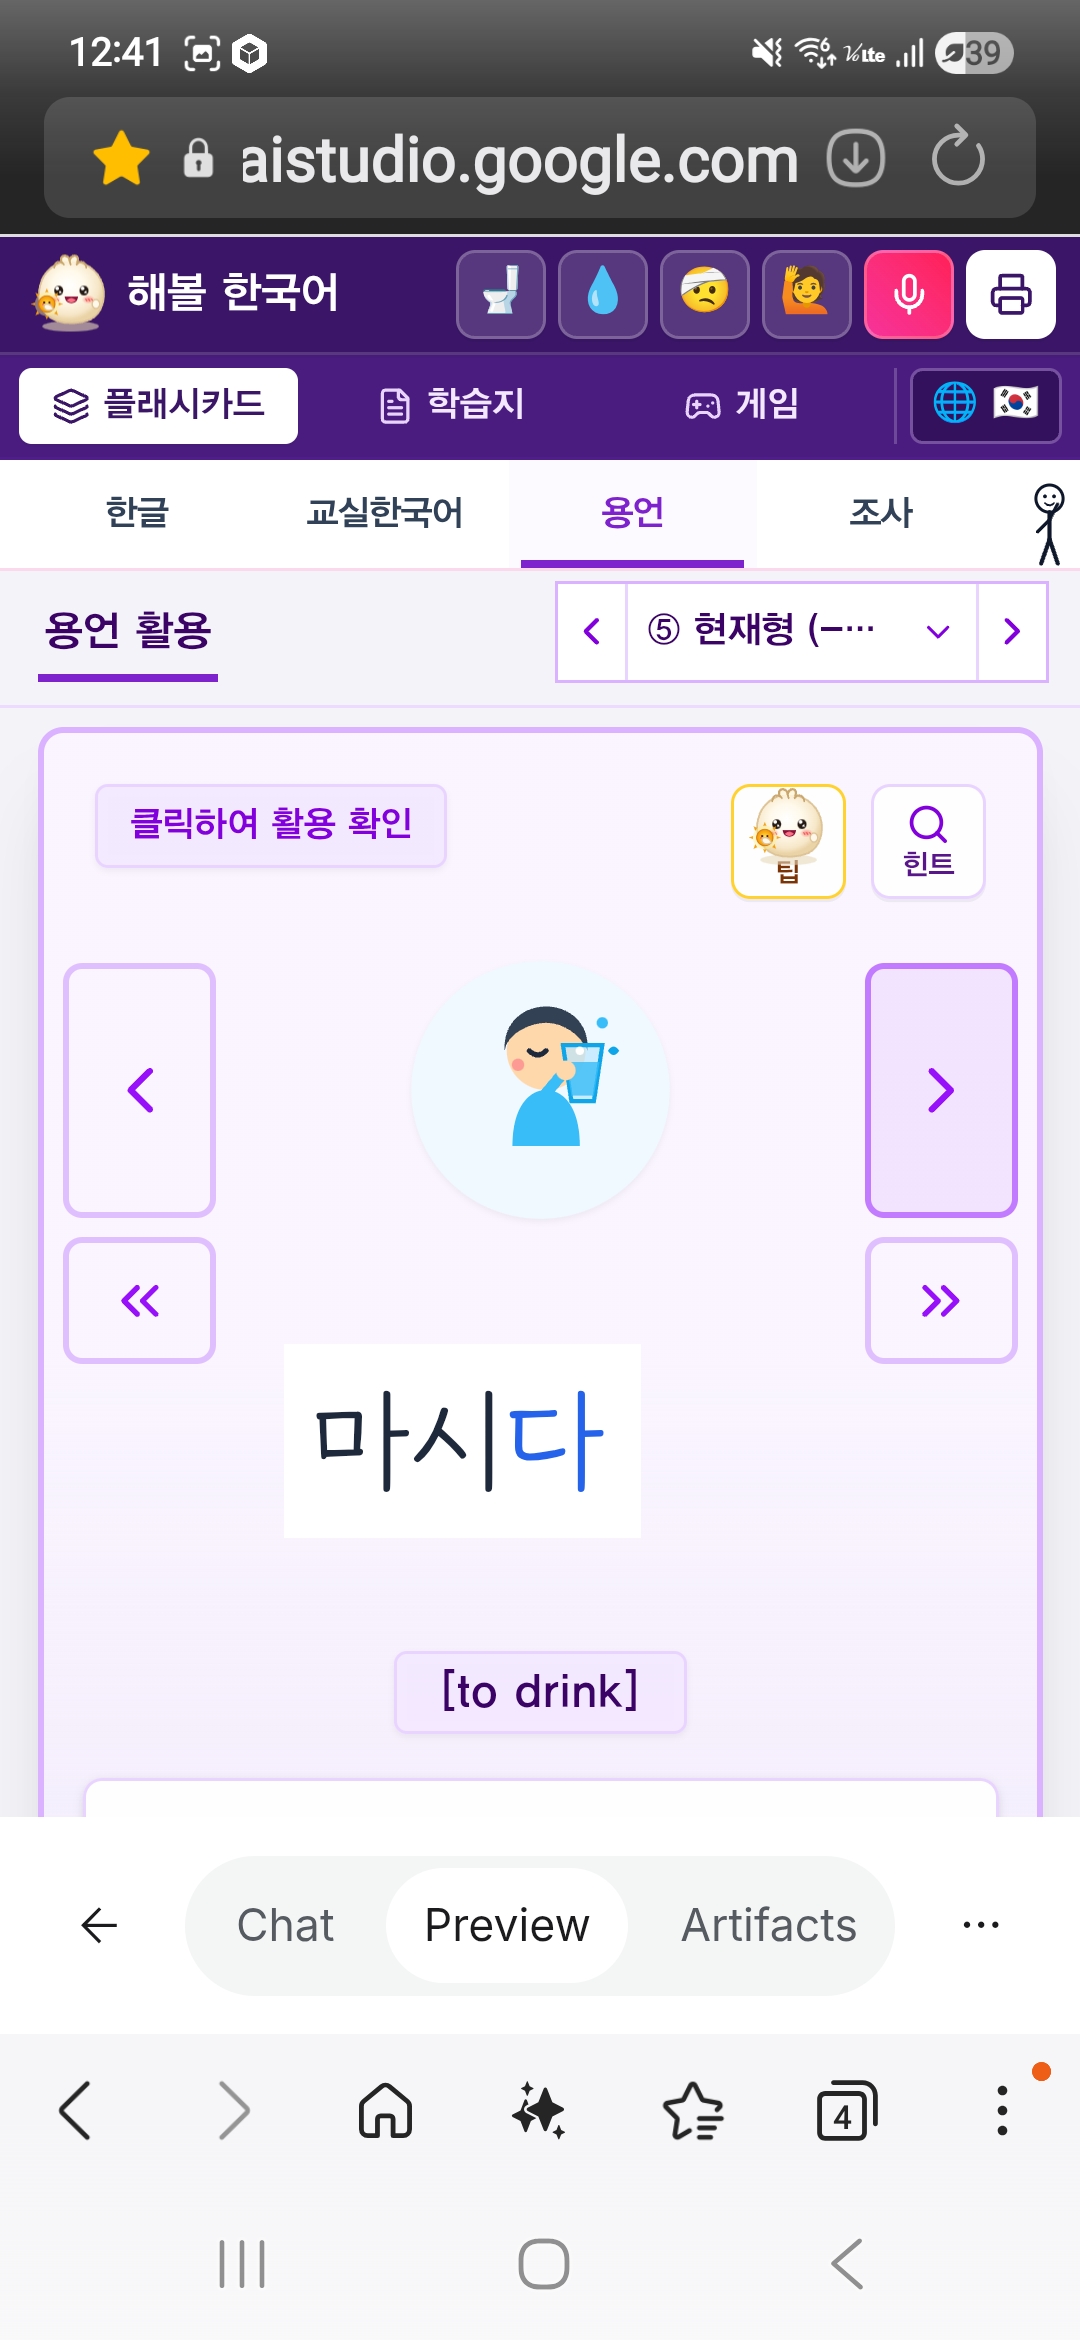 12:41
Vo lte
39
aistudio.google.com
해볼 한국어
플래시카드
학습지
게임
한글
교실한국어
용언
조사
용언 활용
⑤ 현재형 (–···
클릭하여 활용 확인
팁
힌트
마시다
[to drink]
Chat
Preview
Artifacts
4